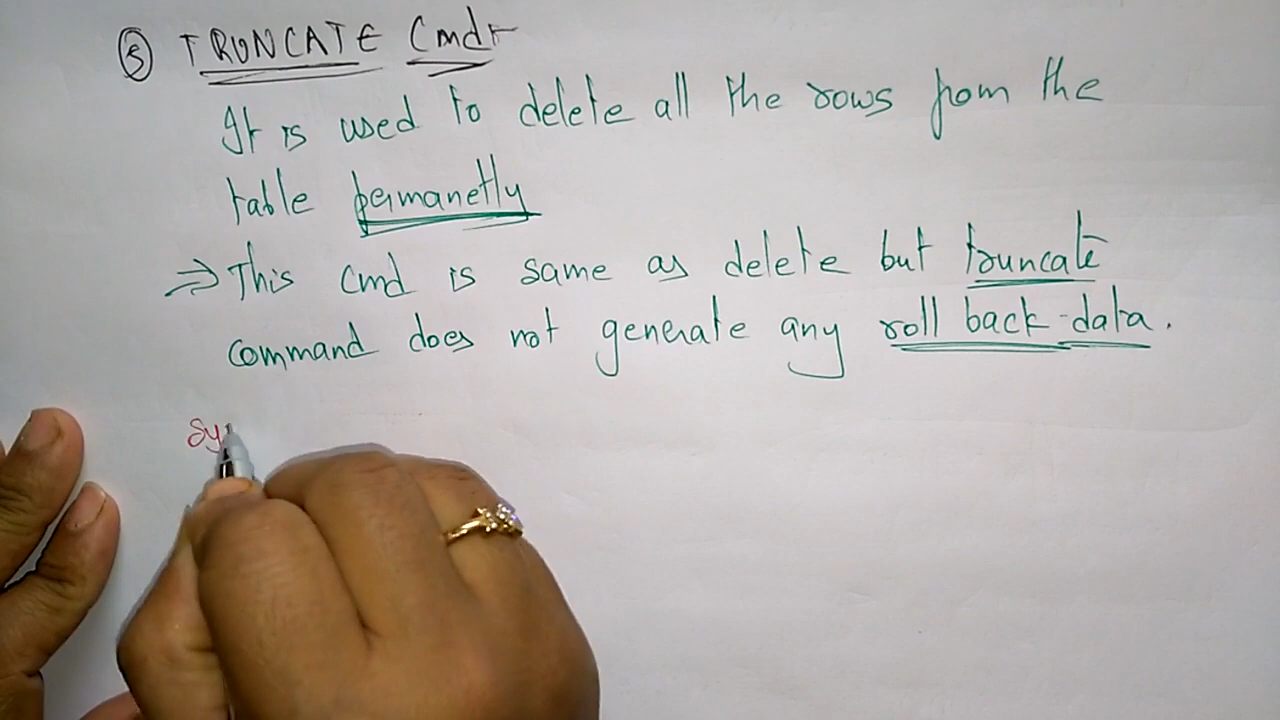 ⑤ TRUNCATE Cmd:-
It is used to delete all the rows from the
table permanetly
⇒ This cmd is same as delete but truncate
command does not generate any roll back-data.
Sy